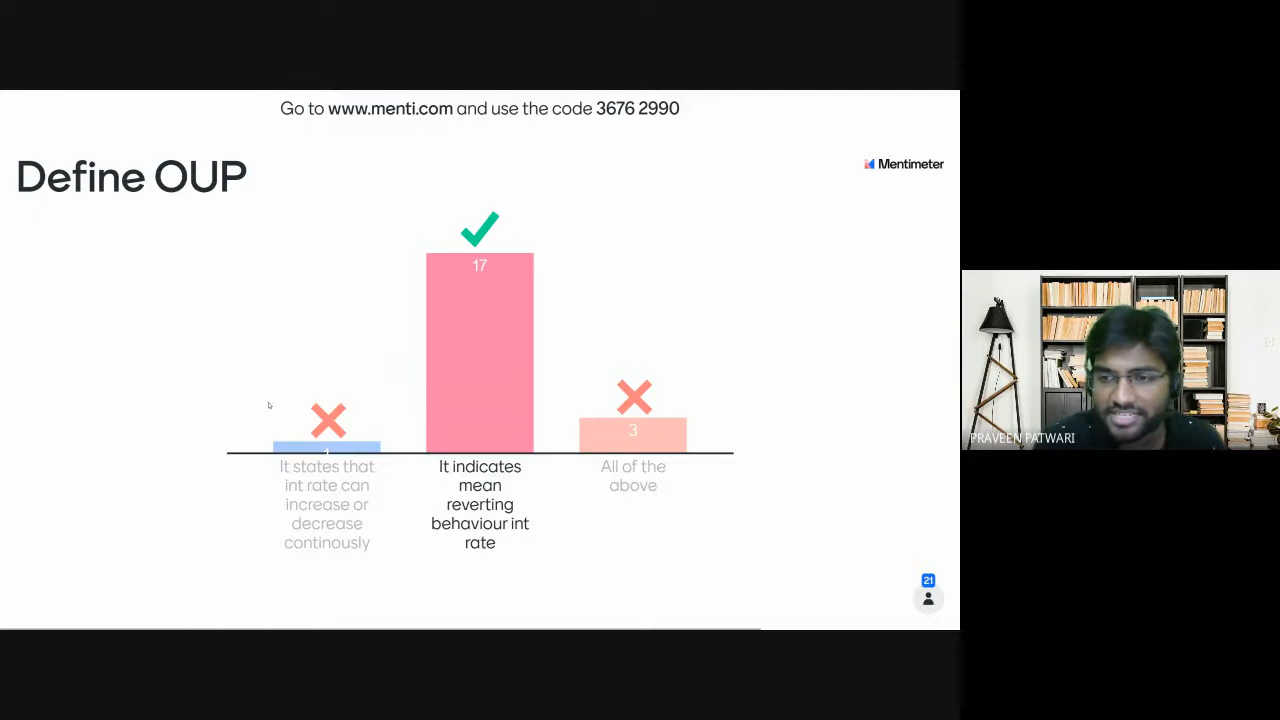 Go to www.menti.com and use the code 3676 2990
Define OUP
Mentimeter
17
3
1
It states that
int rate can
increase or
decrease
continously
It indicates
mean
reverting
behaviour int
rate
All of the
above
21
PRAVEEN PATWARI